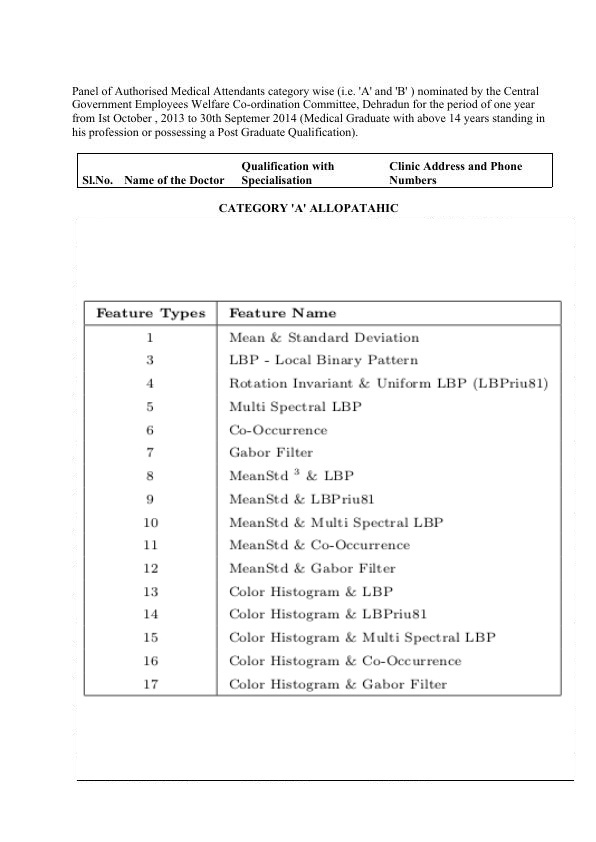 Panel of Authorised Medical Attendants category wise (i.e. 'A' and 'B' ) nominated by the Central
Government Employees Welfare Co-ordination Committee, Dehradun for the period of one year
from Ist October , 2013 to 30th Septemer 2014 (Medical Graduate with above 14 years standing in
his profession or possessing a Post Graduate Qualification).
Sl.No. Name of the Doctor Qualification with Specialisation Clinic Address and Phone Numbers
CATEGORY 'A' ALLOPATAHIC
Feature Types Feature Name
1 Mean & Standard Deviation
3 LBP - Local Binary Pattern
4 Rotation Invariant & Uniform LBP (LBPriu81)
5 Multi Spectral LBP
6 Co-Occurrence
7 Gabor Filter
8 MeanStd 3 & LBP
9 MeanStd & LBPriu81
10 MeanStd & Multi Spectral LBP
11 MeanStd & Co-Occurrence
12 MeanStd & Gabor Filter
13 Color Histogram & LBP
14 Color Histogram & LBPriu81
15 Color Histogram & Multi Spectral LBP
16 Color Histogram & Co-Occurrence
17 Color Histogram & Gabor Filter